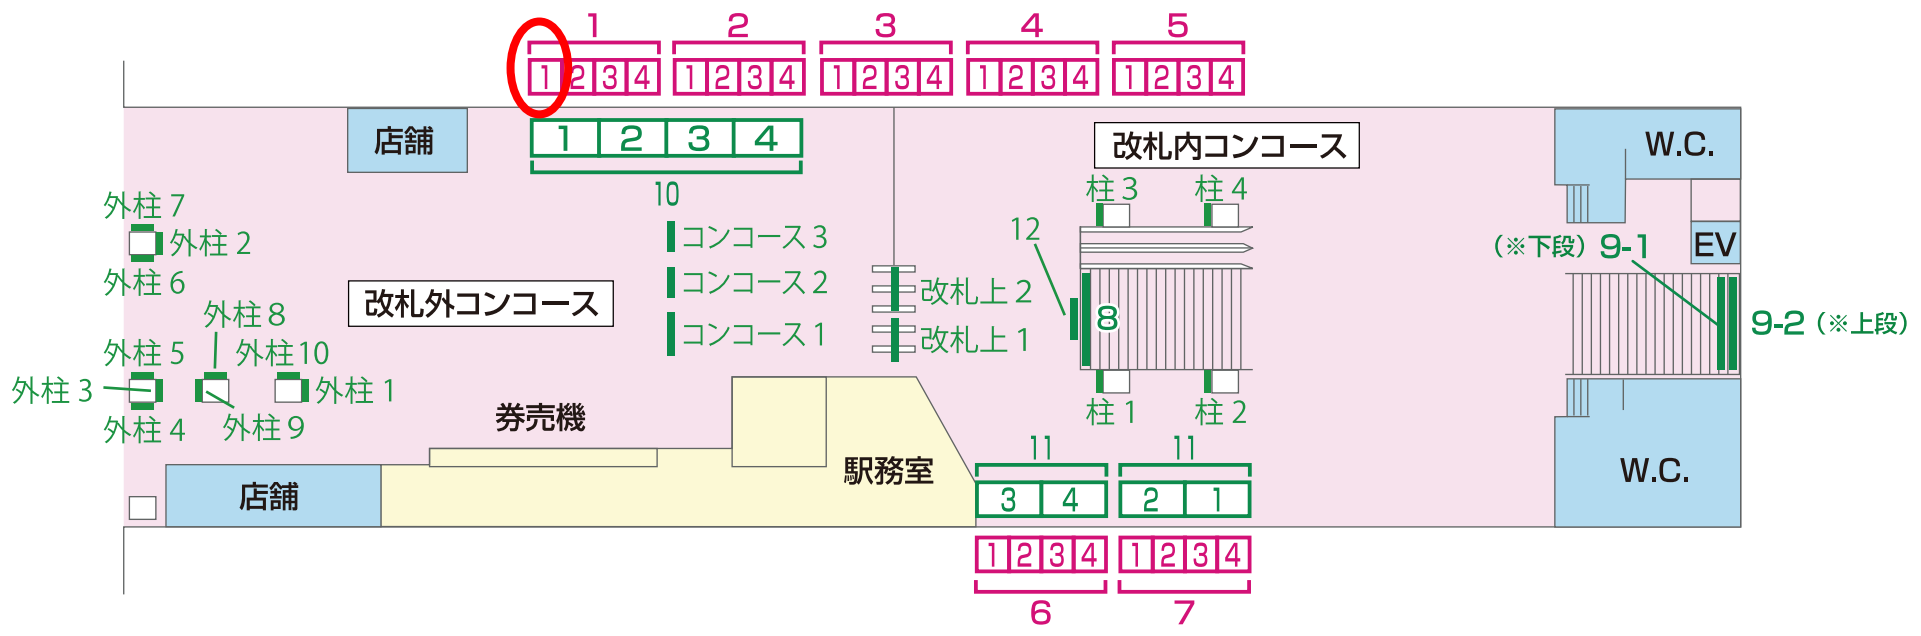 1 2 3 4 5
1 2 3 4 1 2 3 4 1 2 3 4 1 2 3 4 1 2 3 4
店舗
1 2 3 4
10
改札内コンコース
W.C.
外柱 7
外柱 2
外柱 6
柱 3
柱 4
12
コンコース 3
コンコース 2
コンコース 1
(※下段) 9-1
EV
改札外コンコース
外柱 8
改札上 2
改札上 1
8
9-2 (※上段)
外柱 5
外柱 10
外柱 3
外柱 1
外柱 4
外柱 9
券売機
柱 1
柱 2
11
11
駅務室
店舗
3 4
2 1
W.C.
1 2 3 4
1 2 3 4
6
7